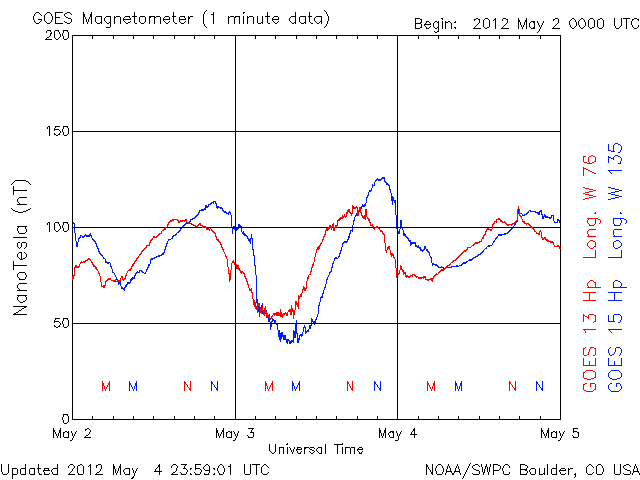 GOES Magnetometer (1 minute data)
Begin: 2012 May 2 0000 UTC
200
150
100
50
0
NanoTesla (nT)
M M N N M M N N M M N N
May 2 May 3 May 4 May 5
Universal Time
GOES 13 Hp Long. W 76
GOES 15 Hp Long. W 135
Updated 2012 May 4 23:59:01 UTC
NOAA/SWPC Boulder, CO USA